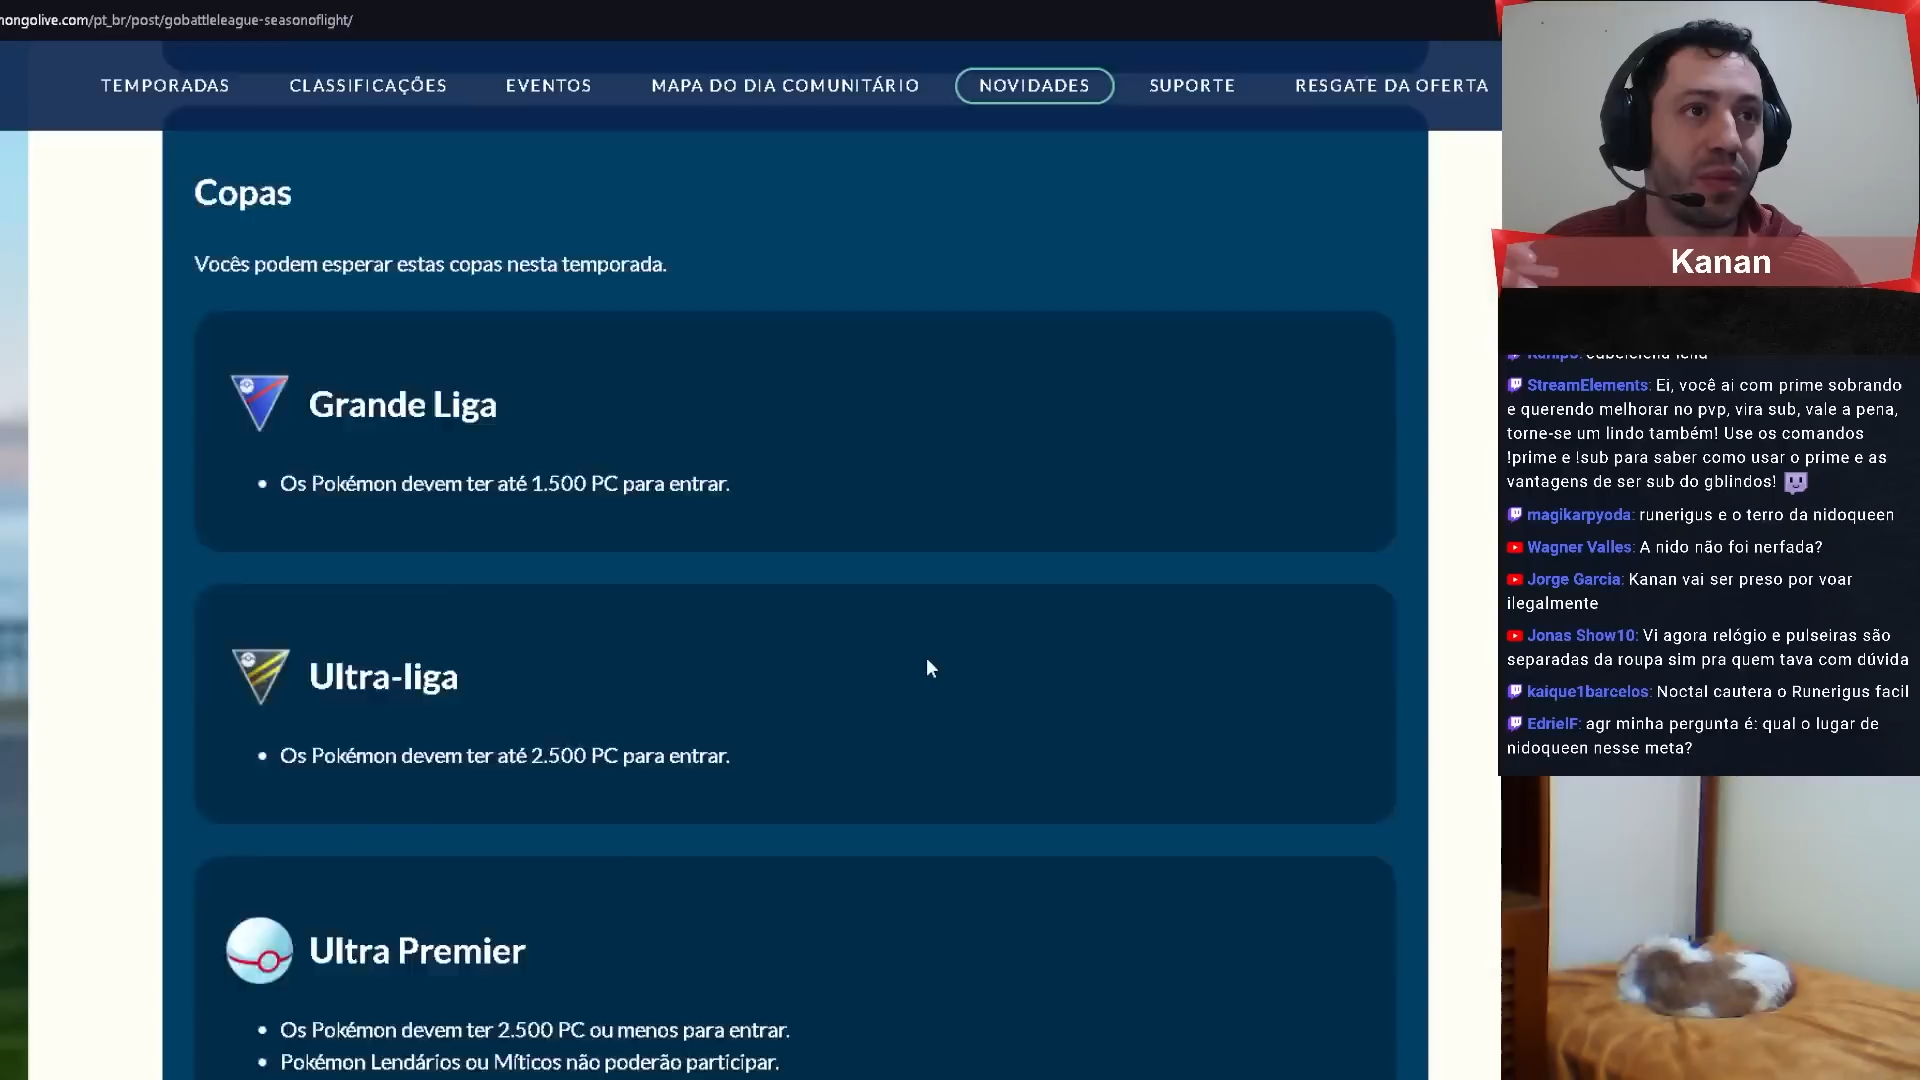 nongolive.com/pt_br/post/gobattleleague-seasonoflight/
TEMPORADAS
CLASSIFICAÇÕES
EVENTOS
MAPA DO DIA COMUNITÁRIO
NOVIDADES
SUPORTE
RESGATE DA OFERTA
Copas
Vocês podem esperar estas copas nesta temporada.
Grande Liga
• Os Pokémon devem ter até 1.500 PC para entrar.
Ultra-liga
• Os Pokémon devem ter até 2.500 PC para entrar.
Ultra Premier
• Os Pokémon devem ter 2.500 PC ou menos para entrar.
• Pokémon Lendários ou Míticos não poderão participar.
Kanan
StreamElements: Ei, você ai com prime sobrando
e querendo melhorar no pvp, vira sub, vale a pena,
torne-se um lindo também! Use os comandos
!prime e !sub para saber como usar o prime e as
vantagens de ser sub do gblindos!
magikarpyoda: runerigus e o terro da nidoqueen
Wagner Valles: A nido não foi nerfada?
Jorge Garcia: Kanan vai ser preso por voar
ilegalmente
Jonas Show10: Vi agora relógio e pulseiras são
separadas da roupa sim pra quem tava com dúvida
kaique1barcelos: Noctal cautera o Runerigus facil
EdrielF: agr minha pergunta é: qual o lugar de
nidoqueen nesse meta?